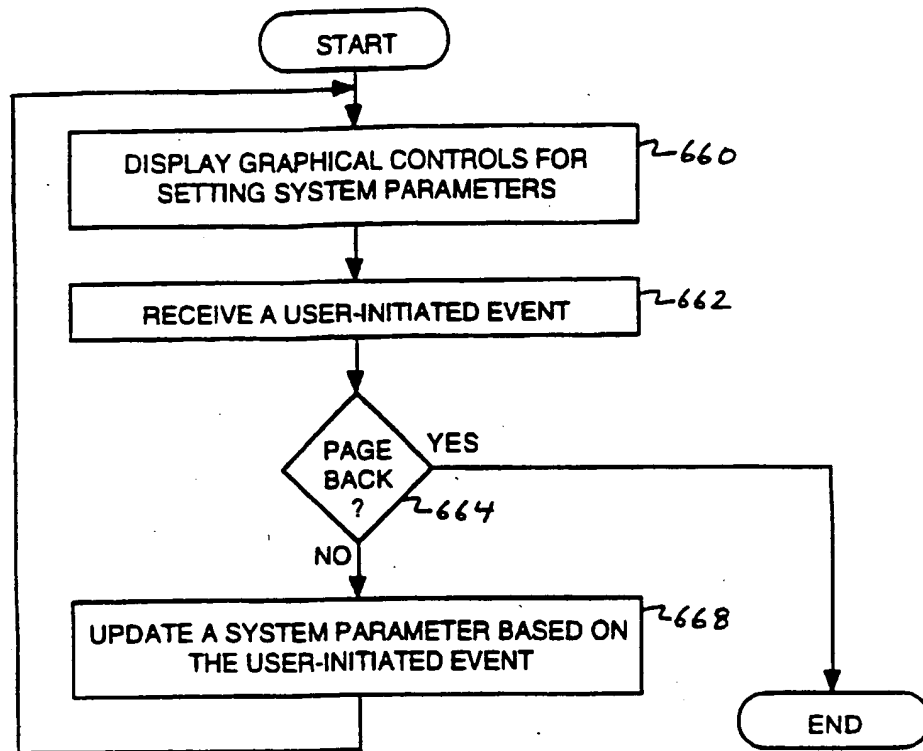 START
DISPLAY GRAPHICAL CONTROLS FOR
SETTING SYSTEM PARAMETERS
660
RECEIVE A USER-INITIATED EVENT
662
PAGE
BACK
?
YES
664
NO
UPDATE A SYSTEM PARAMETER BASED ON
THE USER-INITIATED EVENT
668
END